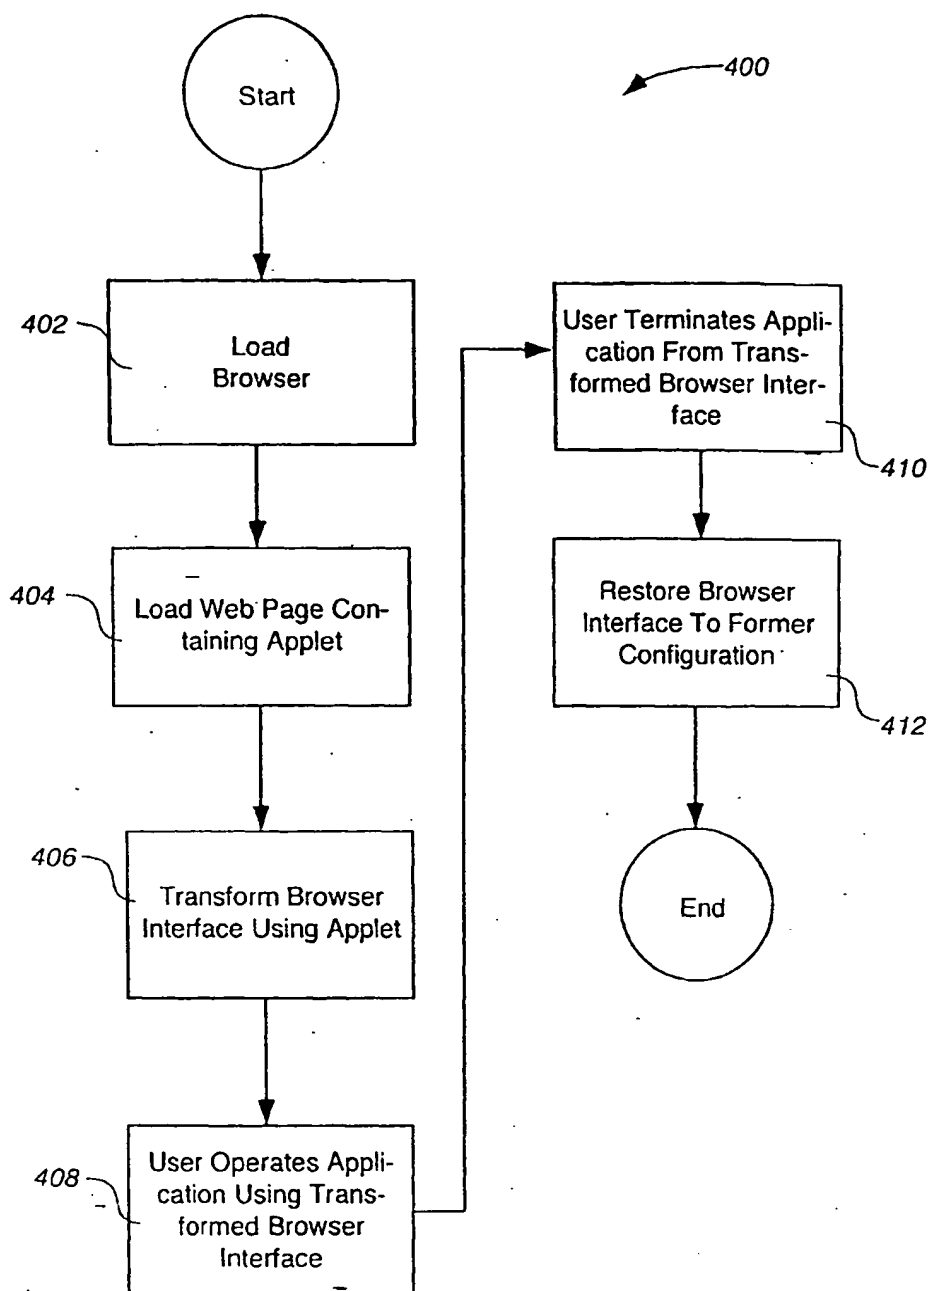 Start
400
402
Load
Browser
404
Load Web Page Con-
taining Applet
406
Transform Browser
Interface Using Applet
408
User Operates Appli-
cation Using Trans-
formed Browser
Interface
User Terminates Appli-
cation From Trans-
formed Browser Inter-
face
410
Restore Browser
Interface To Former
Configuration
412
End